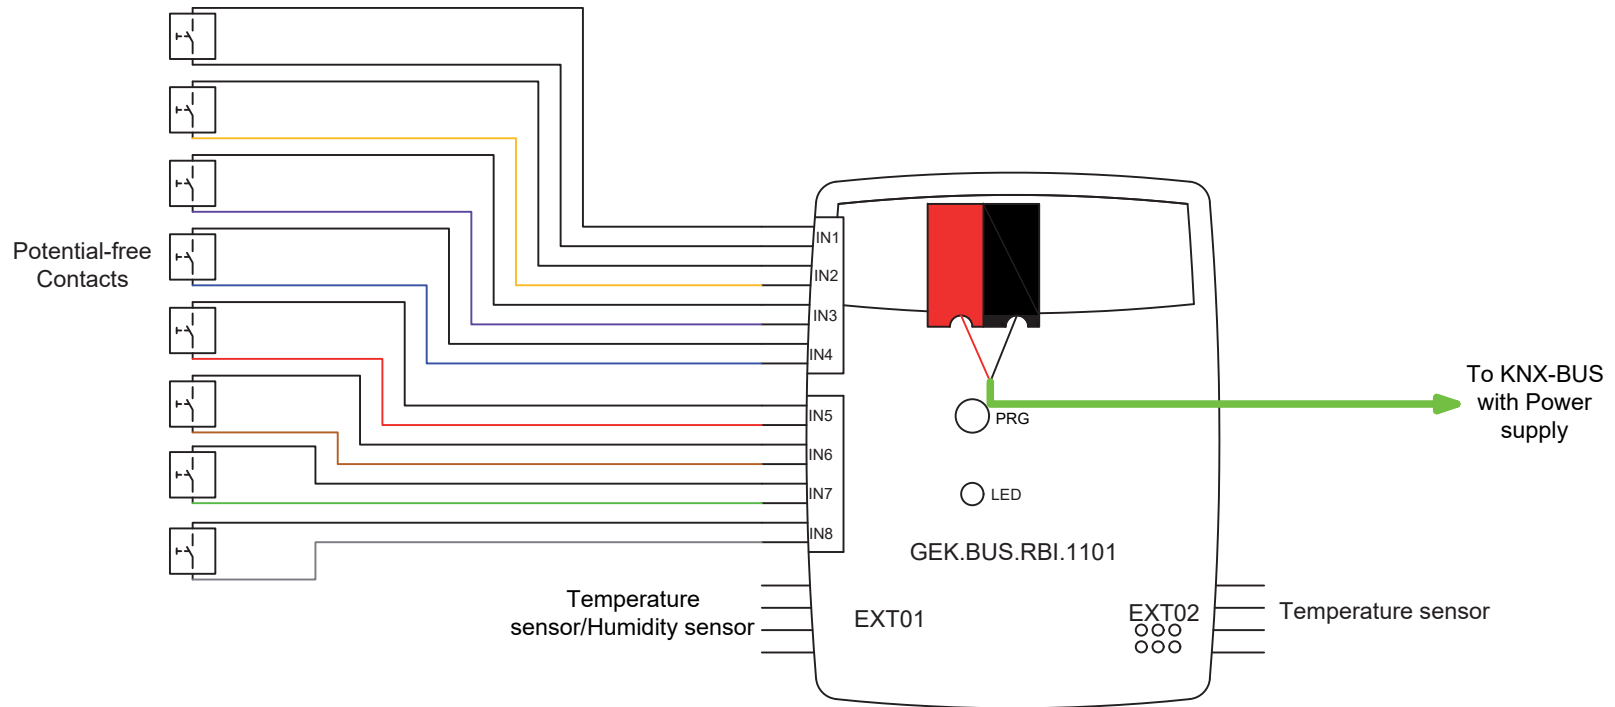 Potential-free
Contacts
IN1
IN2
IN3
IN4
IN5
IN6
IN7
IN8
PRG
LED
GEK.BUS.RBI.1101
To KNX-BUS
with Power
supply
Temperature
sensor/Humidity sensor
EXT01
EXT02
Temperature sensor